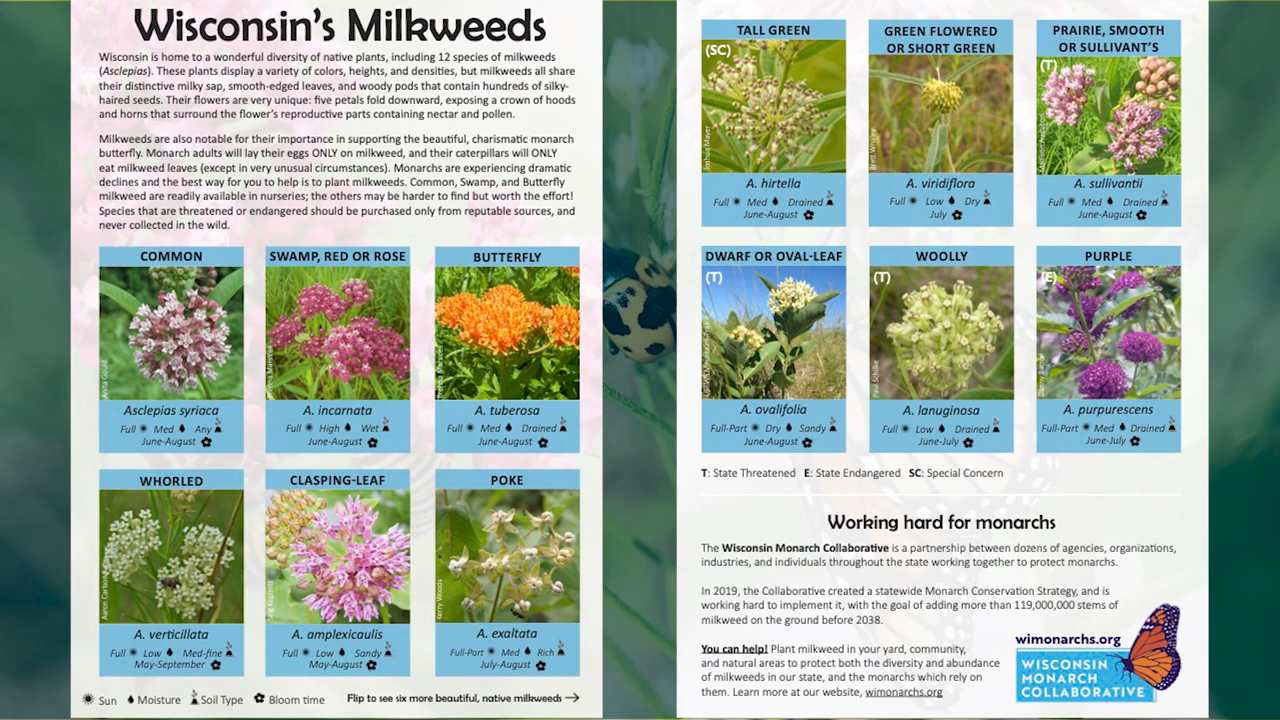 Wisconsin's Milkweeds
Wisconsin is home to a wonderful diversity of native plants, including 12 species of milkweeds
(Asclepias). These plants display a variety of colors, heights, and densities, but milkweeds all share
their distinctive milky sap, smooth-edged leaves, and woody pods that contain hundreds of silky-
haired seeds. Their flowers are very unique: five petals fold downward, exposing a crown of hoods
and horns that surround the flower's reproductive parts containing nectar and pollen.
Milkweeds are also notable for their importance in supporting the beautiful, charismatic monarch
butterfly. Monarch adults will lay their eggs ONLY on milkweed, and their caterpillars will ONLY
eat milkweed leaves (except in very unusual circumstances). Monarchs are experiencing dramatic
declines and the best way for you to help is to plant milkweeds. Common, Swamp, and Butterfly
milkweed are readily available in nurseries; the others may be harder to find but worth the effort!
Species that are threatened or endangered should be purchased only from reputable sources, and
never collected in the wild.
COMMON
Asclepias syriaca
Full Med Any
June-August
SWAMP, RED OR ROSE
A. incarnata
Full High Wet
June-August
BUTTERFLY
A. tuberosa
Full Med Drained
June-August
WHORLED
Aaron Carlson
A. verticillata
Full Low Med-fine
May-September
CLASPING-LEAF
A. amplexicaulis
Full Low Sandy
May-August
POKE
Kerry Woods
A. exaltata
Full-Part Med Rich
July-August
Sun Moisture Soil Type Bloom time
Flip to see six more beautiful, native milkweeds →
TALL GREEN
(SC)
Joshua Mayer
A. hirtella
Full Med Drained
June-August
GREEN FLOWERED
OR SHORT GREEN
A. viridiflora
Full Low Dry
July
PRAIRIE, SMOOTH
OR SULLIVANT'S
(T)
A. sullivantii
Full Med Drained
June-August
DWARF OR OVAL-LEAF
(T)
A. ovalifolia
Full-Part Dry Sandy
June-August
WOOLLY
(T)
A. lanuginosa
Full Low Drained
June-July
PURPLE
(E)
A. purpurescens
Full-Part Med Drained
June-July
T: State Threatened E: State Endangered SC: Special Concern
Working hard for monarchs
The Wisconsin Monarch Collaborative is a partnership between dozens of agencies, organizations,
industries, and individuals throughout the state working together to protect monarchs.
In 2019, the Collaborative created a statewide Monarch Conservation Strategy, and is
working hard to implement it, with the goal of adding more than 119,000,000 stems of
milkweed on the ground before 2038.
You can help! Plant milkweed in your yard, community,
and natural areas to protect both the diversity and abundance
of milkweeds in our state, and the monarchs which rely on
them. Learn more at our website, wimonarchs.org
wimonarchs.org
WISCONSIN
MONARCH
COLLABORATIVE